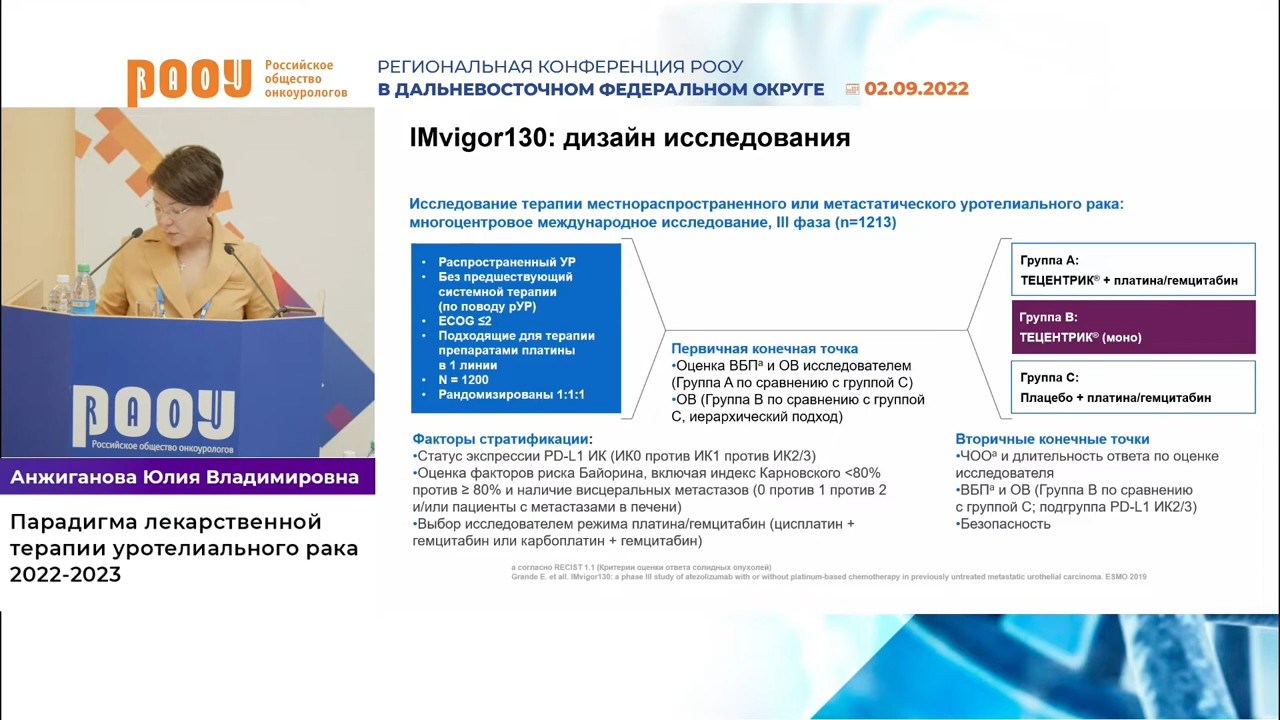 РООУ
RAOU
Российское
общество
онкоурологов
РЕГИОНАЛЬНАЯ КОНФЕРЕНЦИЯ РООУ
В ДАЛЬНЕВОСТОЧНОМ ФЕДЕРАЛЬНОМ ОКРУГЕ 02.09.2022
РООУ
RAOU
Российское общество онкоурологов
Анжиганова Юлия Владимировна
Парадигма лекарственной
терапии уротелиального рака
2022-2023
IMvigor130: дизайн исследования
Исследование терапии местнораспространенного или метастатического уротелиального рака:
многоцентровое международное исследование, III фаза (n=1213)
• Распространенный УР
• Без предшествующий
системной терапии
(по поводу рУР)
• ECOG ≤2
• Подходящие для терапии
препаратами платины
в 1 линии
• N = 1200
• Рандомизированы 1:1:1
Первичная конечная точка
•Оценка ВБПª и ОВ исследователем
(Группа А по сравнению с группой С)
•ОВ (Группа В по сравнению с группой
С, иерархический подход)
Группа А:
ТЕЦЕНТРИК® + платина/гемцитабин
Группа В:
ТЕЦЕНТРИК® (моно)
Группа С:
Плацебо + платина/гемцитабин
Факторы стратификации:
•Статус экспрессии PD-L1 ИК (ИК0 против ИК1 против ИК2/3)
•Оценка факторов риска Байорина, включая индекс Карновского <80%
против ≥ 80% и наличие висцеральных метастазов (0 против 1 против 2
и/или пациенты с метастазами в печени)
•Выбор исследователем режима платина/гемцитабин (цисплатин +
гемцитабин или карбоплатин + гемцитабин)
Вторичные конечные точки
•ЧООª и длительность ответа по оценке
исследователя
•ВБПª и ОВ (Группа В по сравнению
с группой С; подгруппа PD-L1 ИК2/3)
•Безопасность
а согласно RECIST 1.1 (Критерии оценки ответа солидных опухолей)
Grande E. et all. IMvigor130: a phase III study of atezolizumab with or without platinum-based chemotherapy in previously untreated metastatic urothelial carcinoma. ESMO 2019